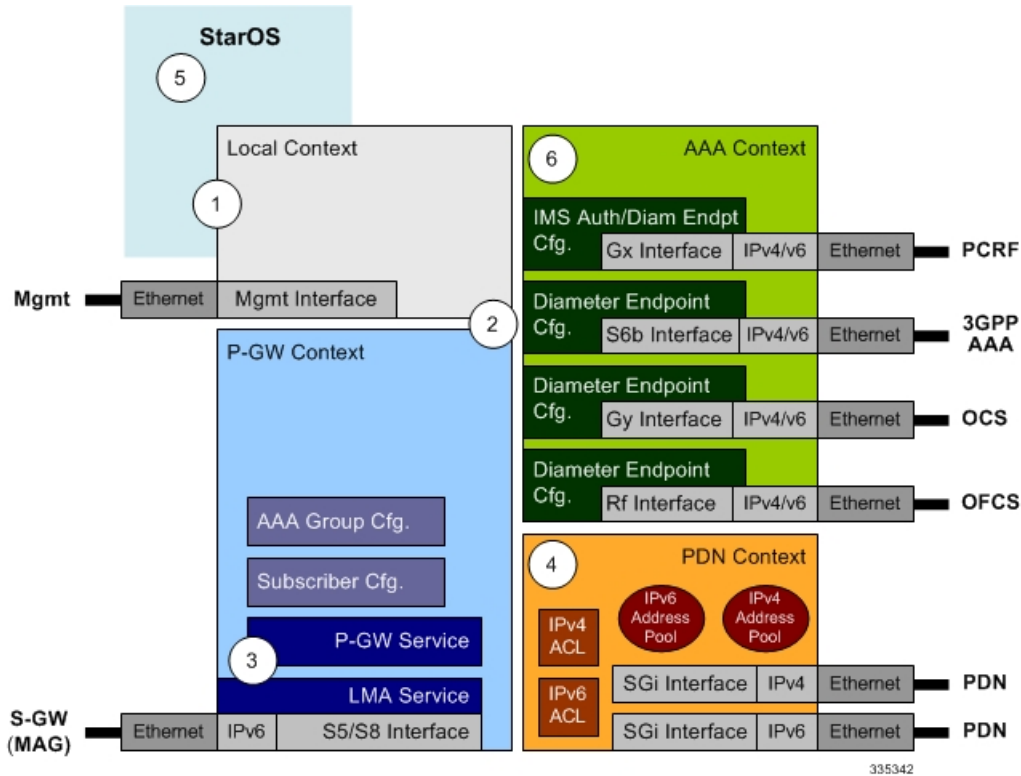 StarOS
5
Local Context
1
Mgmt
Ethernet
Mgmt Interface
2
P-GW Context
AAA Group Cfg.
Subscriber Cfg.
P-GW Service
3
LMA Service
S-GW
(MAG)
Ethernet
IPv6
S5/S8 Interface
6
AAA Context
IMS Auth/Diam Endpt
Cfg.
Gx Interface
IPv4/v6
Ethernet
PCRF
Diameter Endpoint
Cfg.
S6b Interface
IPv4/v6
Ethernet
3GPP
AAA
Diameter Endpoint
Cfg.
Gy Interface
IPv4/v6
Ethernet
OCS
Diameter Endpoint
Cfg.
Rf Interface
IPv4/v6
Ethernet
OFCS
4
PDN Context
IPv6
Address
Pool
IPv4
Address
Pool
IPv4
ACL
IPv6
ACL
SGi Interface
IPv4
Ethernet
PDN
SGi Interface
IPv6
Ethernet
PDN
335342